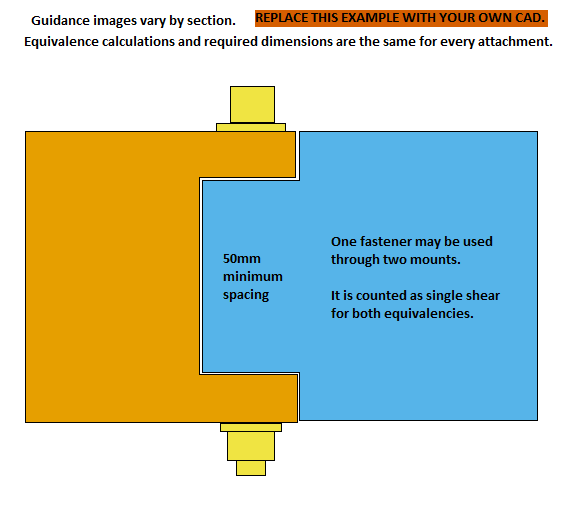 Guidance images vary by section. REPLACE THIS EXAMPLE WITH YOUR OWN CAD.
Equivalence calculations and required dimensions are the same for every attachment.
50mm
minimum
spacing
One fastener may be used
through two mounts.
It is counted as single shear
for both equivalencies.